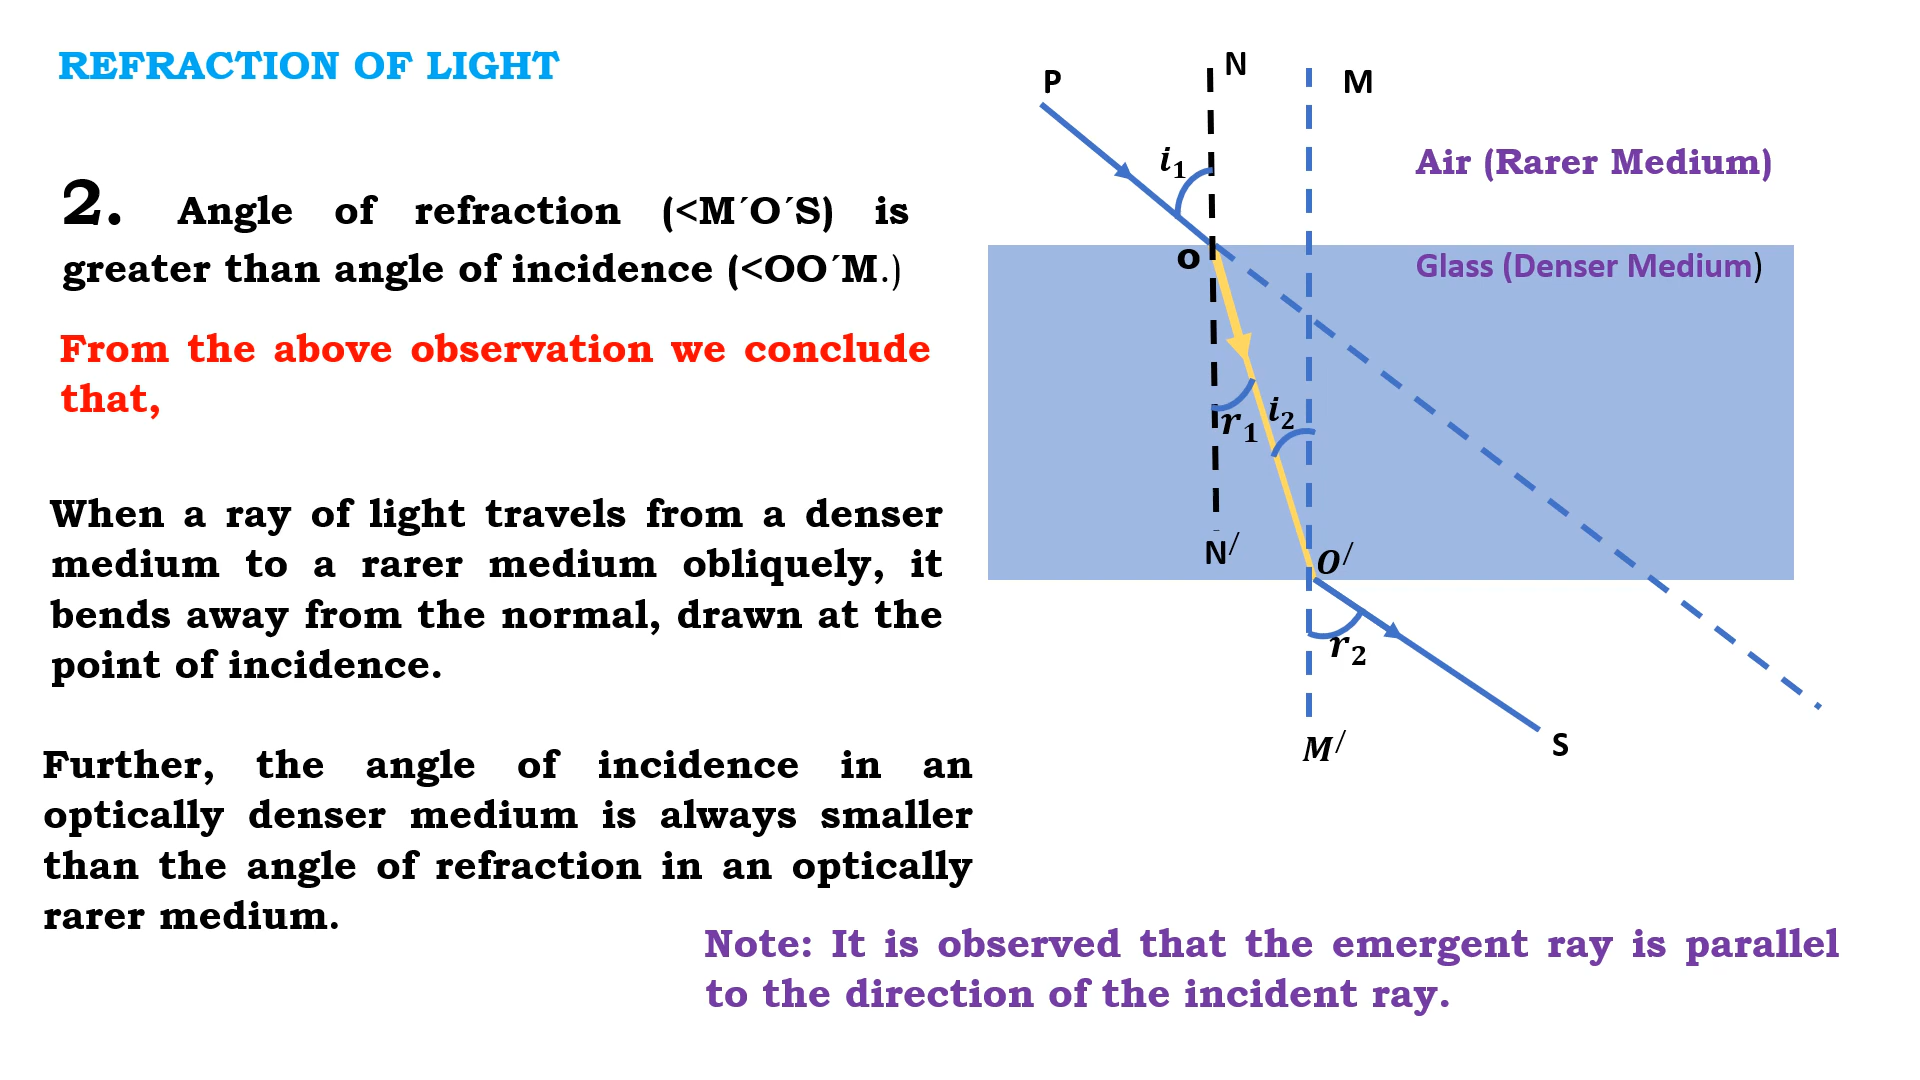 REFRACTION OF LIGHT
2. Angle of refraction (<M´O´S) is
greater than angle of incidence (<OO´M.)
From the above observation we conclude
that,
When a ray of light travels from a denser
medium to a rarer medium obliquely, it
bends away from the normal, drawn at the
point of incidence.
Further, the angle of incidence in an
optically denser medium is always smaller
than the angle of refraction in an optically
rarer medium.
P
N
M
i₁
Air (Rarer Medium)
o
Glass (Denser Medium)
r₁
i₂
N/
O/
r₂
M/
S
Note: It is observed that the emergent ray is parallel
to the direction of the incident ray.